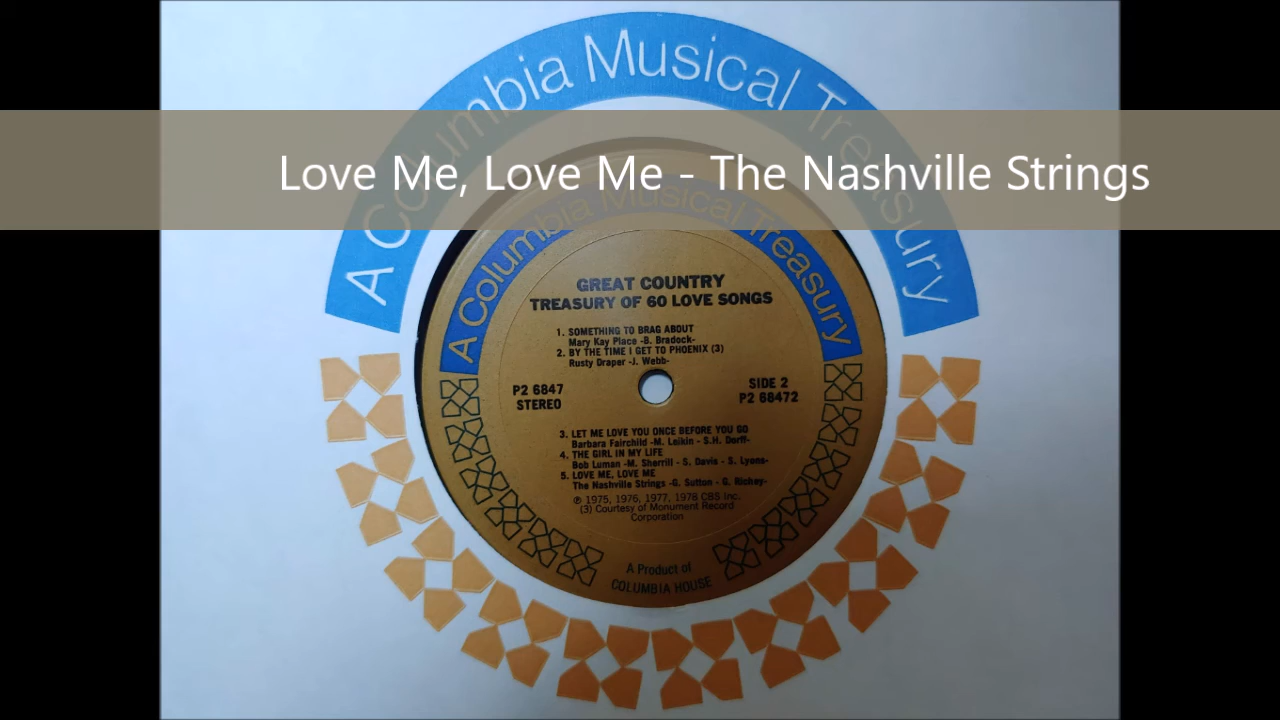 A Columbia Musical Treasury
Love Me, Love Me - The Nashville Strings
A Columbia Musical Treasury
GREAT COUNTRY
TREASURY OF 60 LOVE SONGS
1. SOMETHING TO BRAG ABOUT
Mary Kay Place -B. Bradock-
2. BY THE TIME I GET TO PHOENIX (3)
Rusty Draper -J. Webb-
P2 6847
STEREO
SIDE 2
P2 68472
3. LET ME LOVE YOU ONCE BEFORE YOU GO
Barbara Fairchild -M. Leikin - S.H. Dorff-
4. THE GIRL IN MY LIFE
Bob Luman -M. Sherrill - S. Davis - S. Lyons-
5. LOVE ME, LOVE ME
The Nashville Strings -G. Sutton - G. Richey-
℗ 1975, 1976, 1977, 1978 CBS Inc.
(3) Courtesy of Monument Record
Corporation
A Product of
COLUMBIA HOUSE